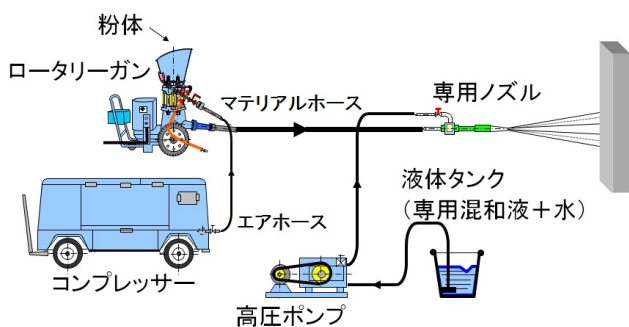 粉体
ロータリーガン
マテリアルホース
専用ノズル
液体タンク
(専用混和液+水)
エアホース
コンプレッサー
高圧ポンプ